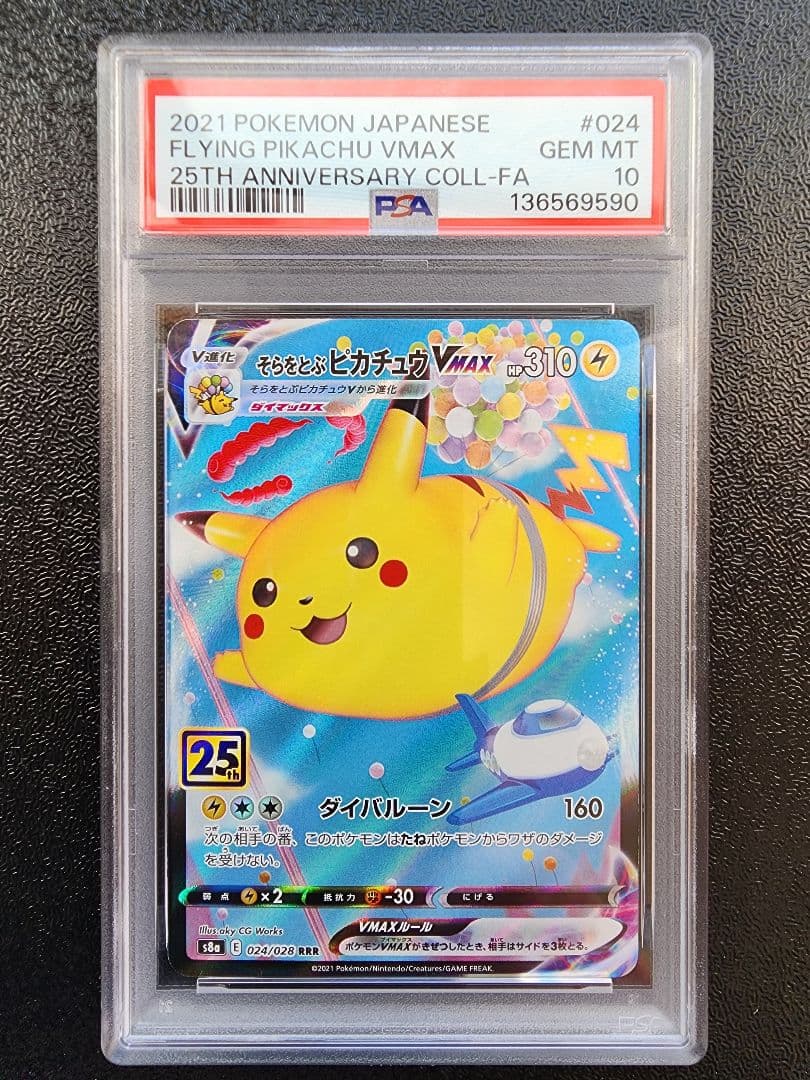 2021 POKEMON JAPANESE #024
FLYING PIKACHU VMAX GEM MT
25TH ANNIVERSARY COLL-FA 10
PSA 136569590
V進化 そらをとぶピカチュウVMAX HP310
そらをとぶピカチュウVから進化
ダイマックス
25th
ダイバルーン 160
次の相手の番、このポケモンはたねポケモンからワザのダメージ
を受けない。
弱点 ×2 抵抗力 -30 にげる
Illus. aky CG Works VMAXルール
s8a E 024/028 RRR ポケモンVMAXがきぜつしたとき、相手はサイドを3枚とる。
©2021 Pokémon/Nintendo/Creatures/GAME FREAK.